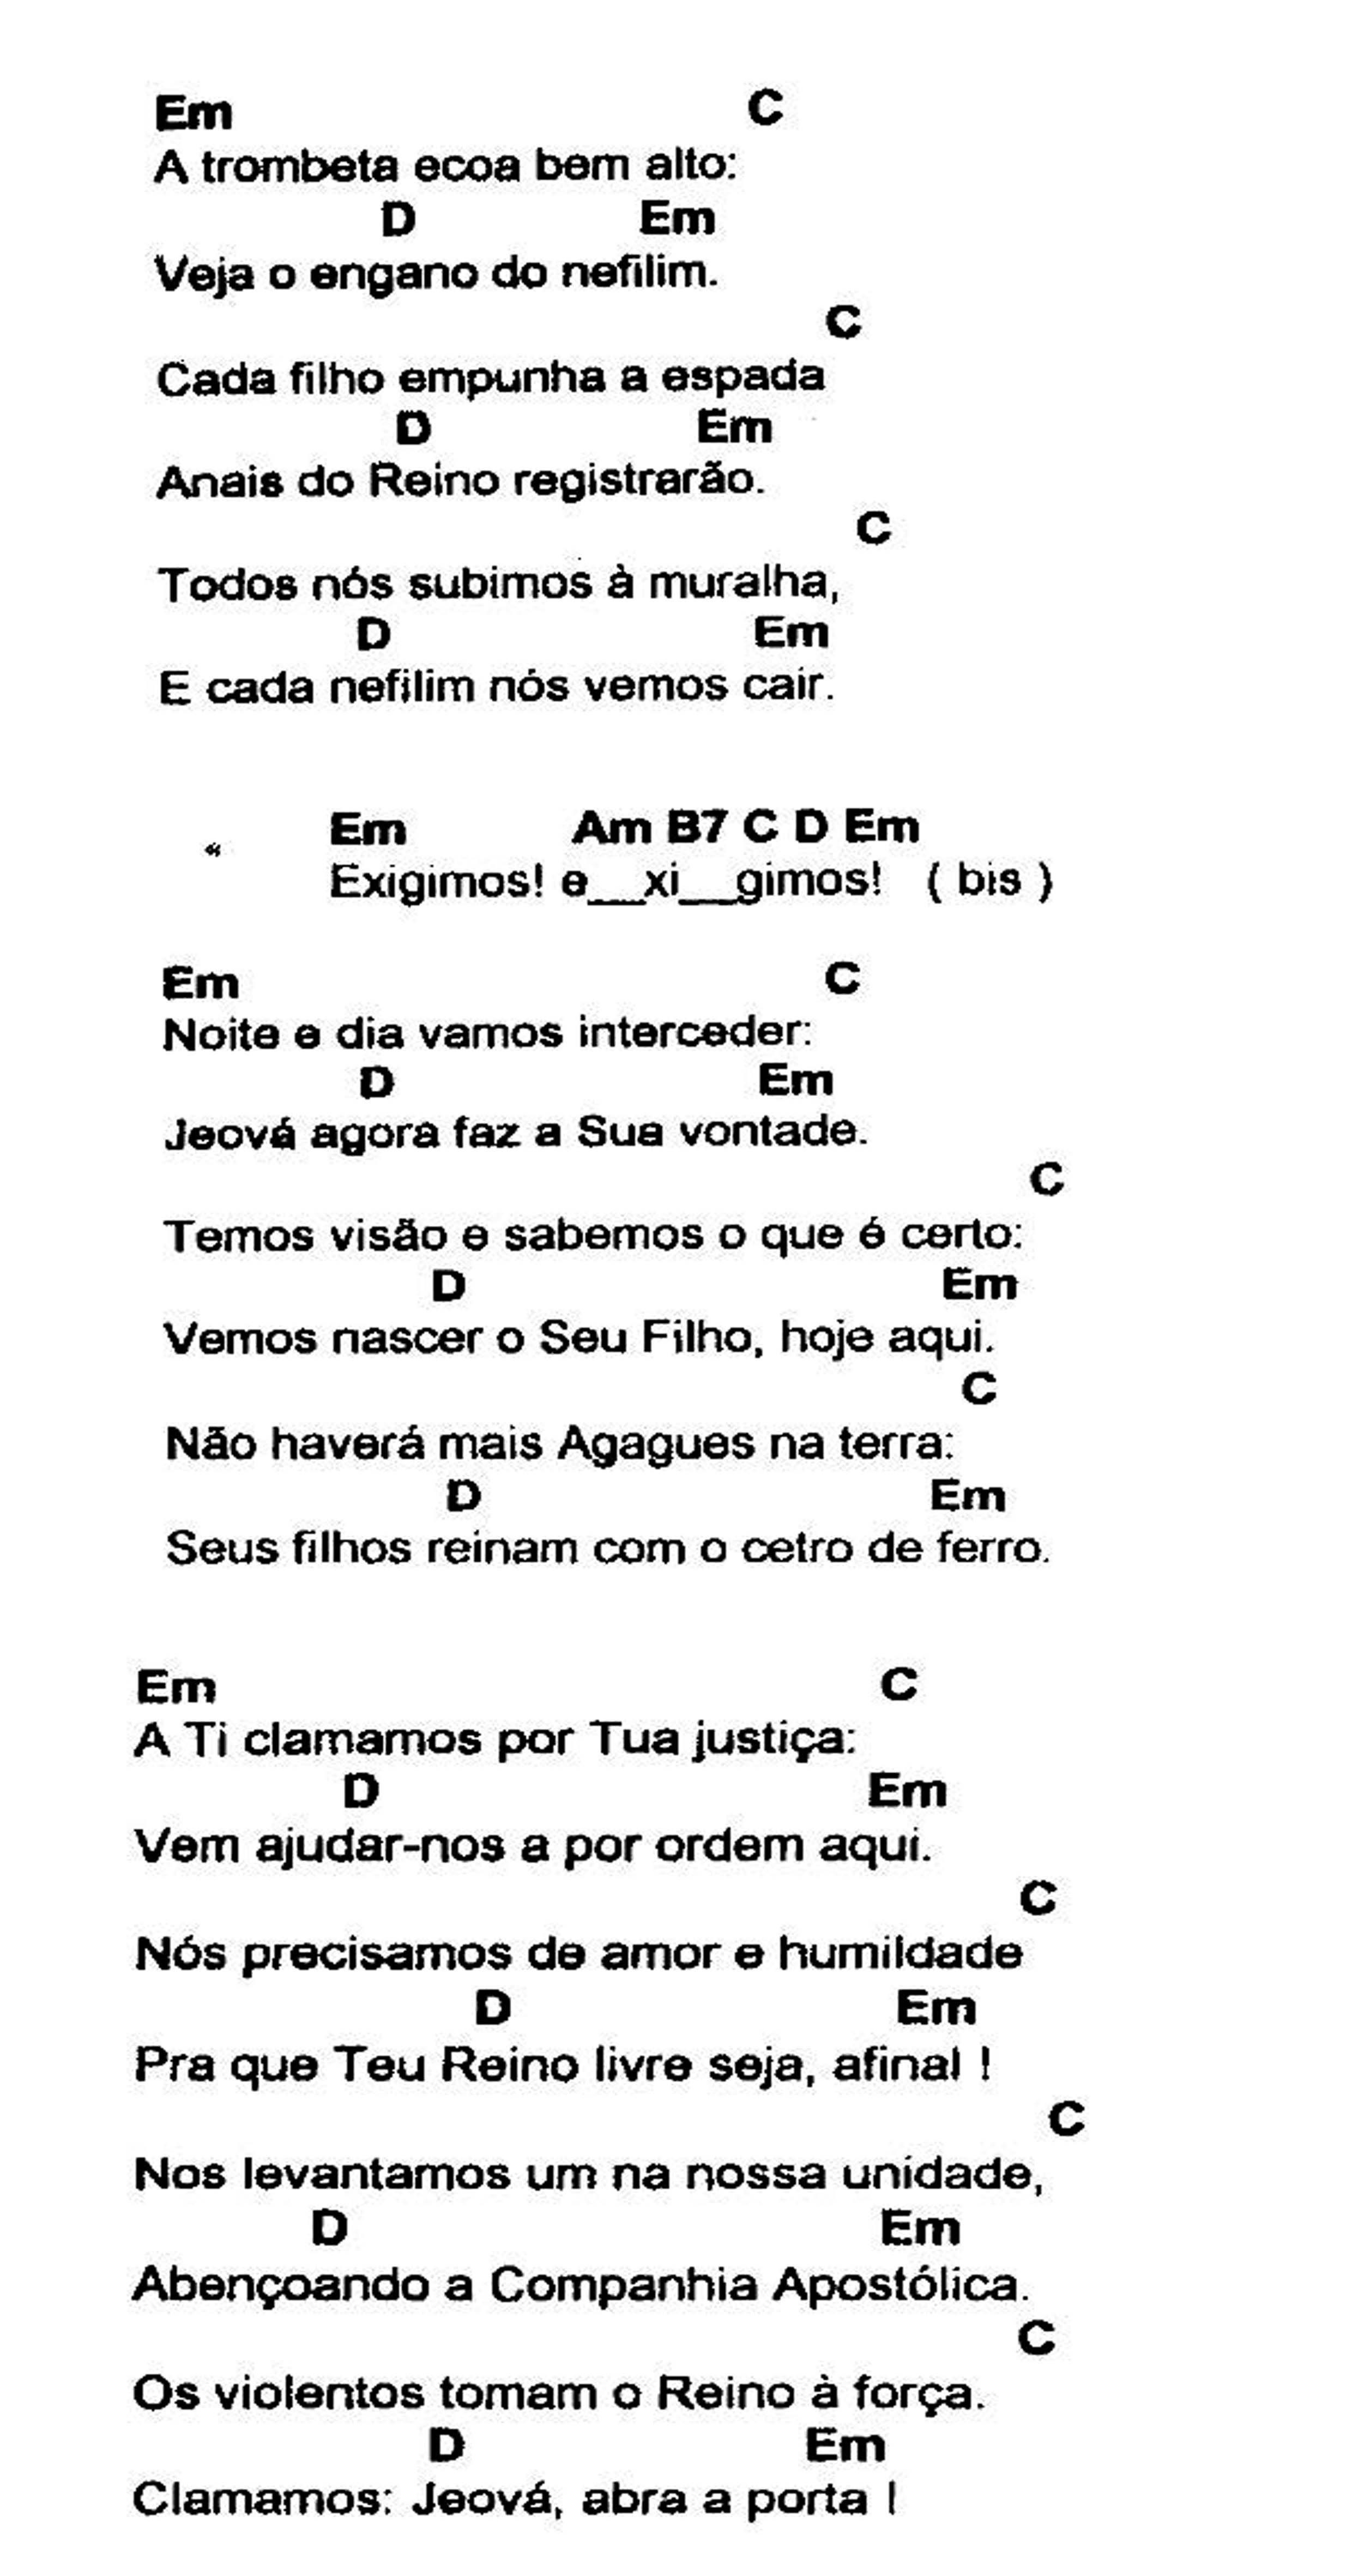 Em C
A trombeta ecoa bem alto:
D Em
Veja o engano do nefilim.
C
Cada filho empunha a espada
D Em
Anais do Reino registrarão.
C
Todos nós subimos à muralha,
D Em
E cada nefilim nós vemos cair.
“ Em Am B7 C D Em
Exigimos! e__xi__gimos! ( bis )
Em C
Noite e dia vamos interceder:
D Em
Jeová agora faz a Sua vontade.
C
Temos visão e sabemos o que é certo:
D Em
Vemos nascer o Seu Filho, hoje aqui.
C
Não haverá mais Agagues na terra:
D Em
Seus filhos reinam com o cetro de ferro.
Em C
A Ti clamamos por Tua justiça:
D Em
Vem ajudar-nos a por ordem aqui.
C
Nós precisamos de amor e humildade
D Em
Pra que Teu Reino livre seja, afinal !
C
Nos levantamos um na nossa unidade,
D Em
Abençoando a Companhia Apostólica.
C
Os violentos tomam o Reino à força.
D Em
Clamamos: Jeová, abra a porta !